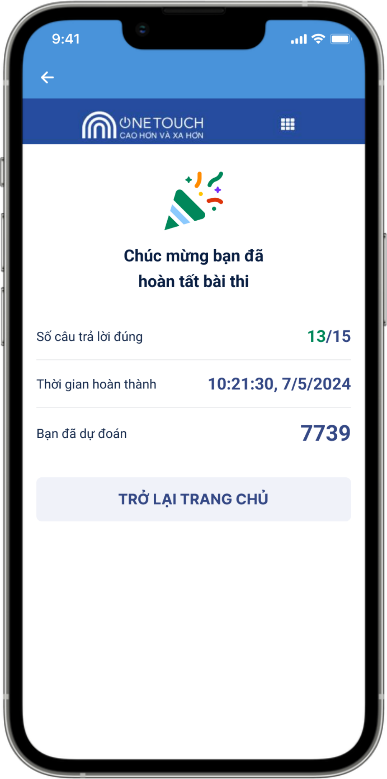 9:41
ONETOUCH
CAO HƠN VÀ XA HƠN
Chúc mừng bạn đã
hoàn tất bài thi
Số câu trả lời đúng 13/15
Thời gian hoàn thành 10:21:30, 7/5/2024
Bạn đã dự đoán 7739
TRỞ LẠI TRANG CHỦ